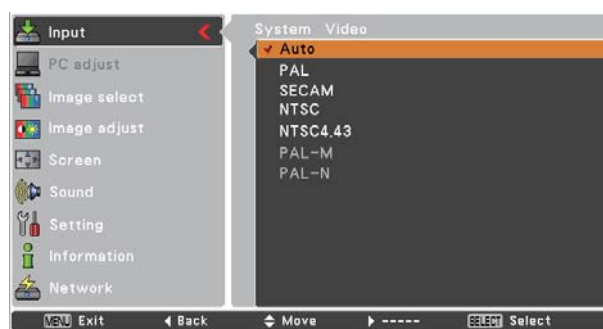 Input
PC adjust
Image select
Image adjust
Screen
Sound
Setting
Information
Network
System Video
Auto
PAL
SECAM
NTSC
NTSC4.43
PAL-M
PAL-N
MENU Exit
Back
Move
-----
SELECT Select